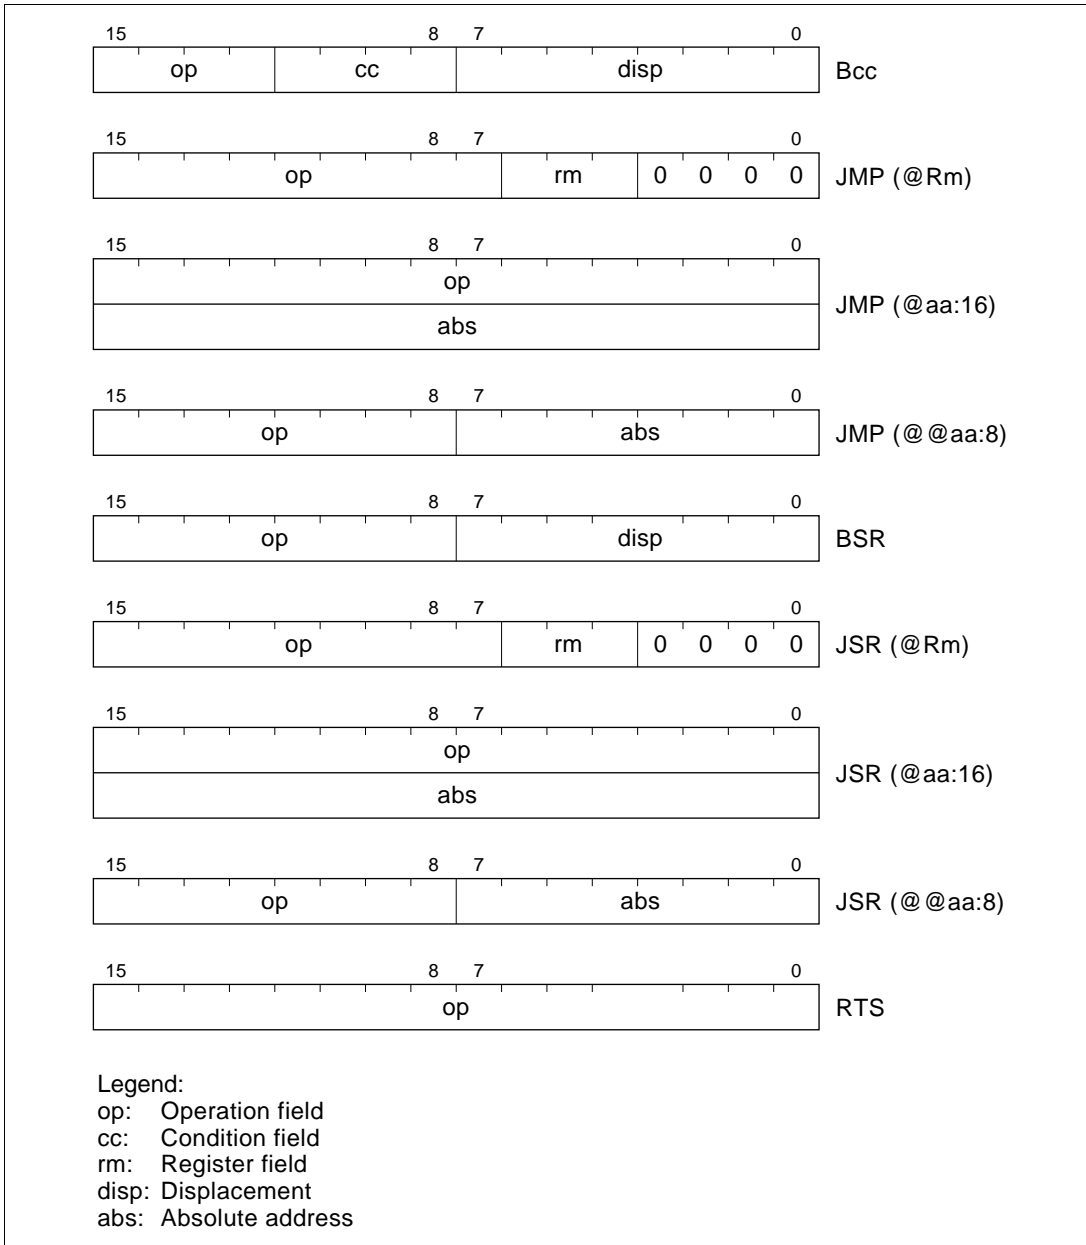 15 8 7 0
op cc disp Bcc
15 8 7 0
op rm 0 0 0 0 JMP (@Rm)
15 8 7 0
op
JMP (@aa:16)
abs
15 8 7 0
op abs JMP (@@aa:8)
15 8 7 0
op disp BSR
15 8 7 0
op rm 0 0 0 0 JSR (@Rm)
15 8 7 0
op
JSR (@aa:16)
abs
15 8 7 0
op abs JSR (@@aa:8)
15 8 7 0
op RTS
Legend:
op: Operation field
cc: Condition field
rm: Register field
disp: Displacement
abs: Absolute address